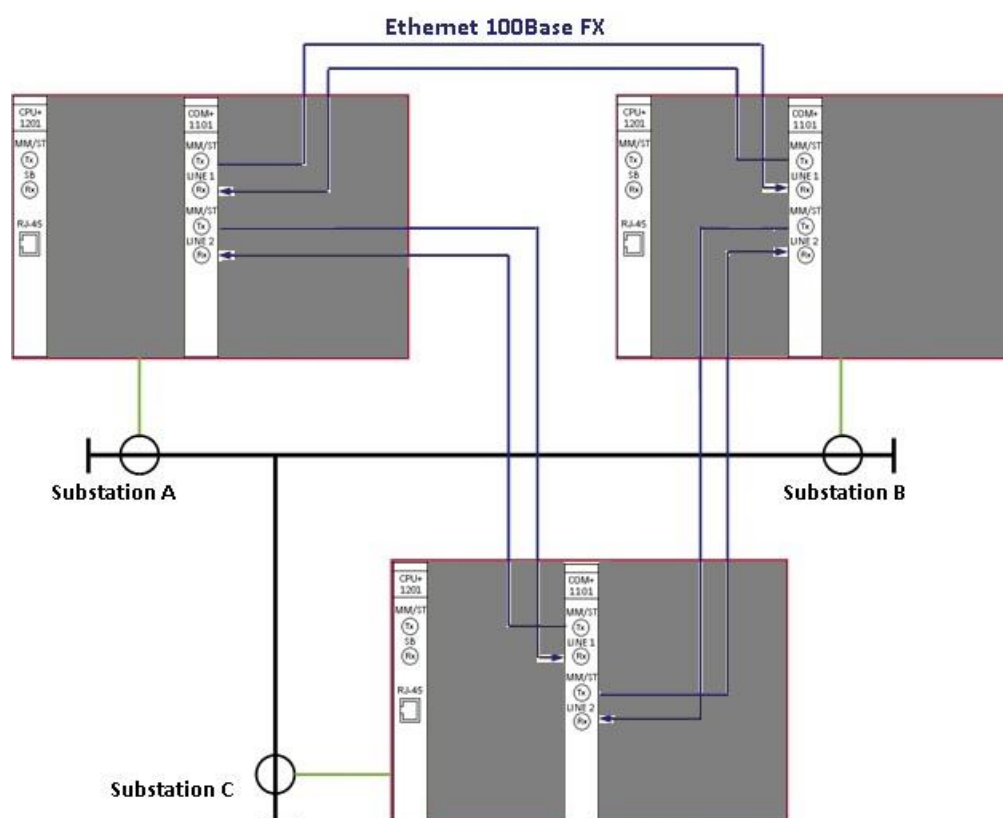 Ethernet 100Base FX
CPU+
1201
MM/ST
Tx
SB
Rx
RJ-45
COM+
1101
MM/ST
Tx
LINE 1
Rx
MM/ST
Tx
LINE 2
Rx
CPU+
1201
MM/ST
Tx
SB
Rx
RJ-45
COM+
1101
MM/ST
Tx
LINE 1
Rx
MM/ST
Tx
LINE 2
Rx
Substation A
Substation B
CPU+
1201
MM/ST
Tx
SB
Rx
RJ-45
COM+
1101
MM/ST
Tx
LINE 1
Rx
MM/ST
Tx
LINE 2
Rx
Substation C